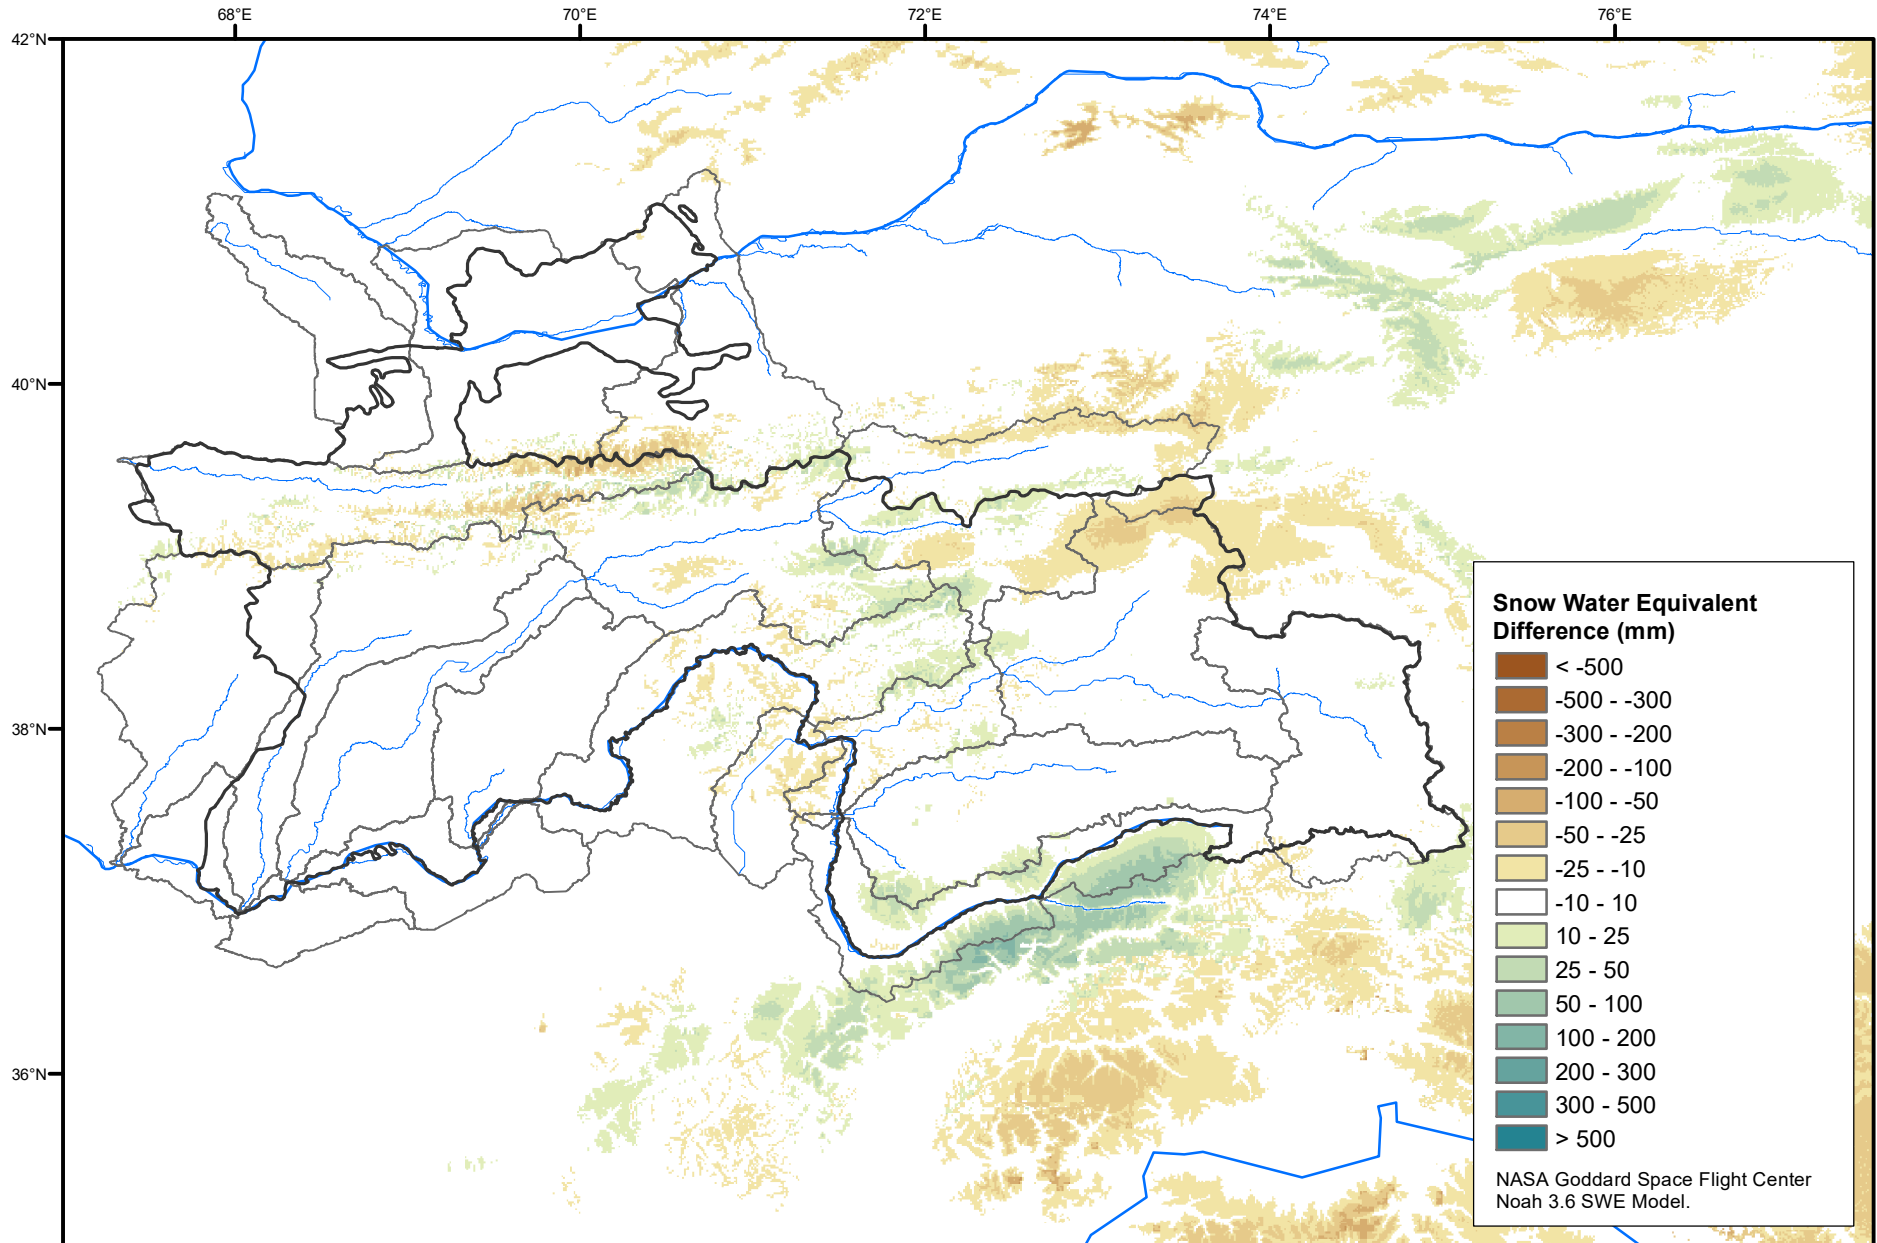 68°E 70°E 72°E 74°E 76°E
42°N
40°N
38°N
36°N
Snow Water Equivalent
Difference (mm)
< -500
-500 - -300
-300 - -200
-200 - -100
-100 - -50
-50 - -25
-25 - -10
-10 - 10
10 - 25
25 - 50
50 - 100
100 - 200
200 - 300
300 - 500
> 500
NASA Goddard Space Flight Center
Noah 3.6 SWE Model.